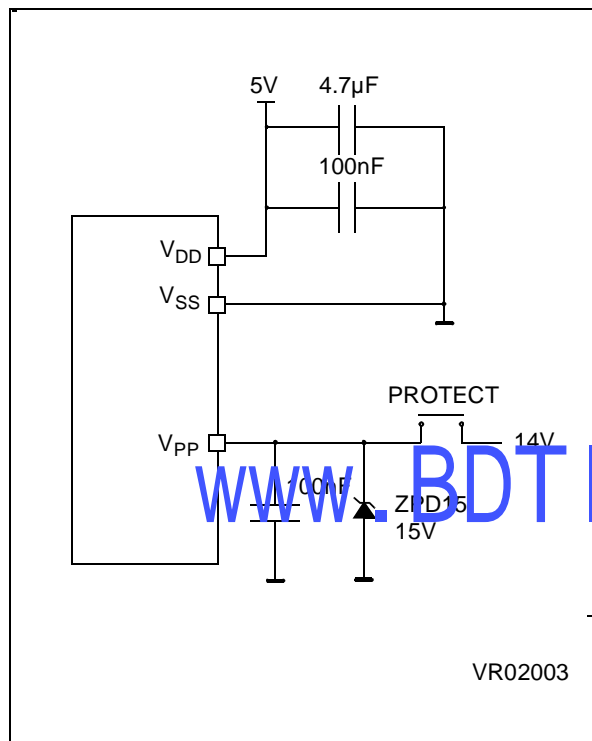 5V 4.7µF
100nF
VDD
VSS
PROTECT
VPP 14V
100nF ZPD15
15V
www.BDT
VR02003